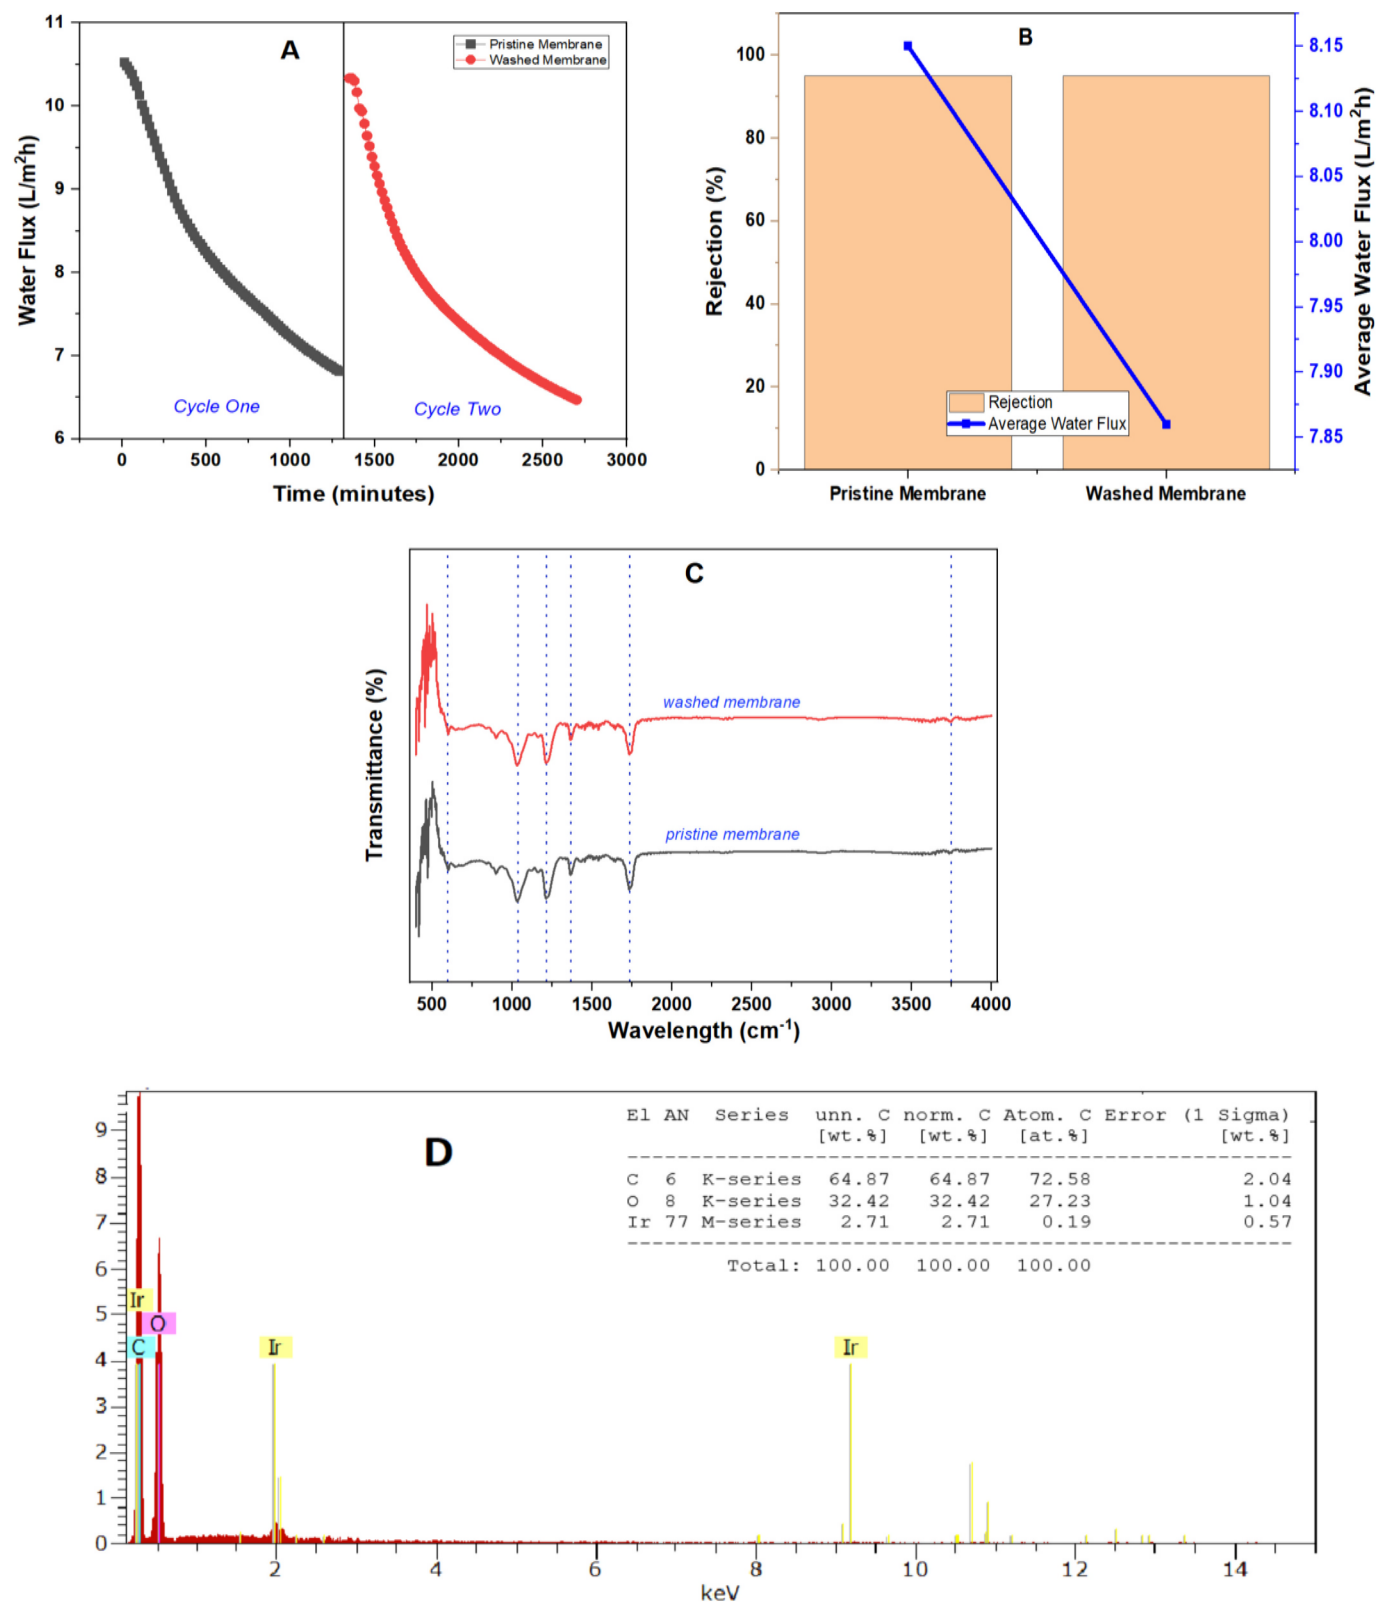 A
Pristine Membrane
Washed Membrane
11
10
9
8
7
6
Water Flux (L/m²h)
Cycle One
Cycle Two
0 500 1000 1500 2000 2500 3000
Time (minutes)
B
100
80
60
40
20
0
Rejection (%)
8.15
8.10
8.05
8.00
7.95
7.90
7.85
Average Water Flux (L/m²h)
Rejection
Average Water Flux
Pristine Membrane Washed Membrane
C
Transmittance (%)
washed membrane
pristine membrane
500 1000 1500 2000 2500 3000 3500 4000
Wavelength (cm⁻¹)
D
El AN Series unn. C norm. C Atom. C Error (1 Sigma)
[wt.%] [wt.%] [at.%] [wt.%]
C 6 K-series 64.87 64.87 72.58 2.04
O 8 K-series 32.42 32.42 27.23 1.04
Ir 77 M-series 2.71 2.71 0.19 0.57
Total: 100.00 100.00 100.00
9
8
7
6
5
4
3
2
1
0
Ir
O
C
Ir
Ir
2 4 6 8 10 12 14
keV